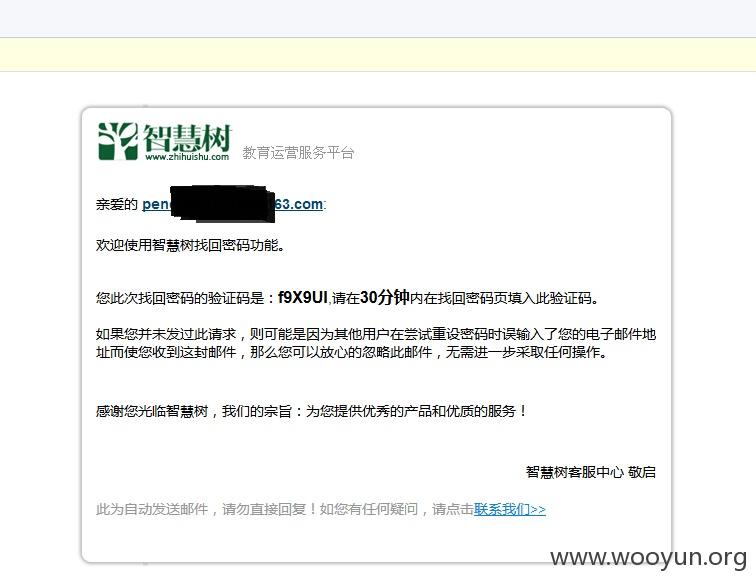 智慧树
www.zhihuishu.com
教育运营服务平台
亲爱的 pen 63.com:
欢迎使用智慧树找回密码功能。
您此次找回密码的验证码是：f9X9UI,请在30分钟内在找回密码页填入此验证码。
如果您并未发过此请求，则可能是因为其他用户在尝试重设密码时误输入了您的电子邮件地
址而使您收到这封邮件，那么您可以放心的忽略此邮件，无需进一步采取任何操作。
感谢您光临智慧树，我们的宗旨：为您提供优秀的产品和优质的服务！
智慧树客服中心 敬启
此为自动发送邮件，请勿直接回复！如您有任何疑问，请点击联系我们>>
www.wooyun.org